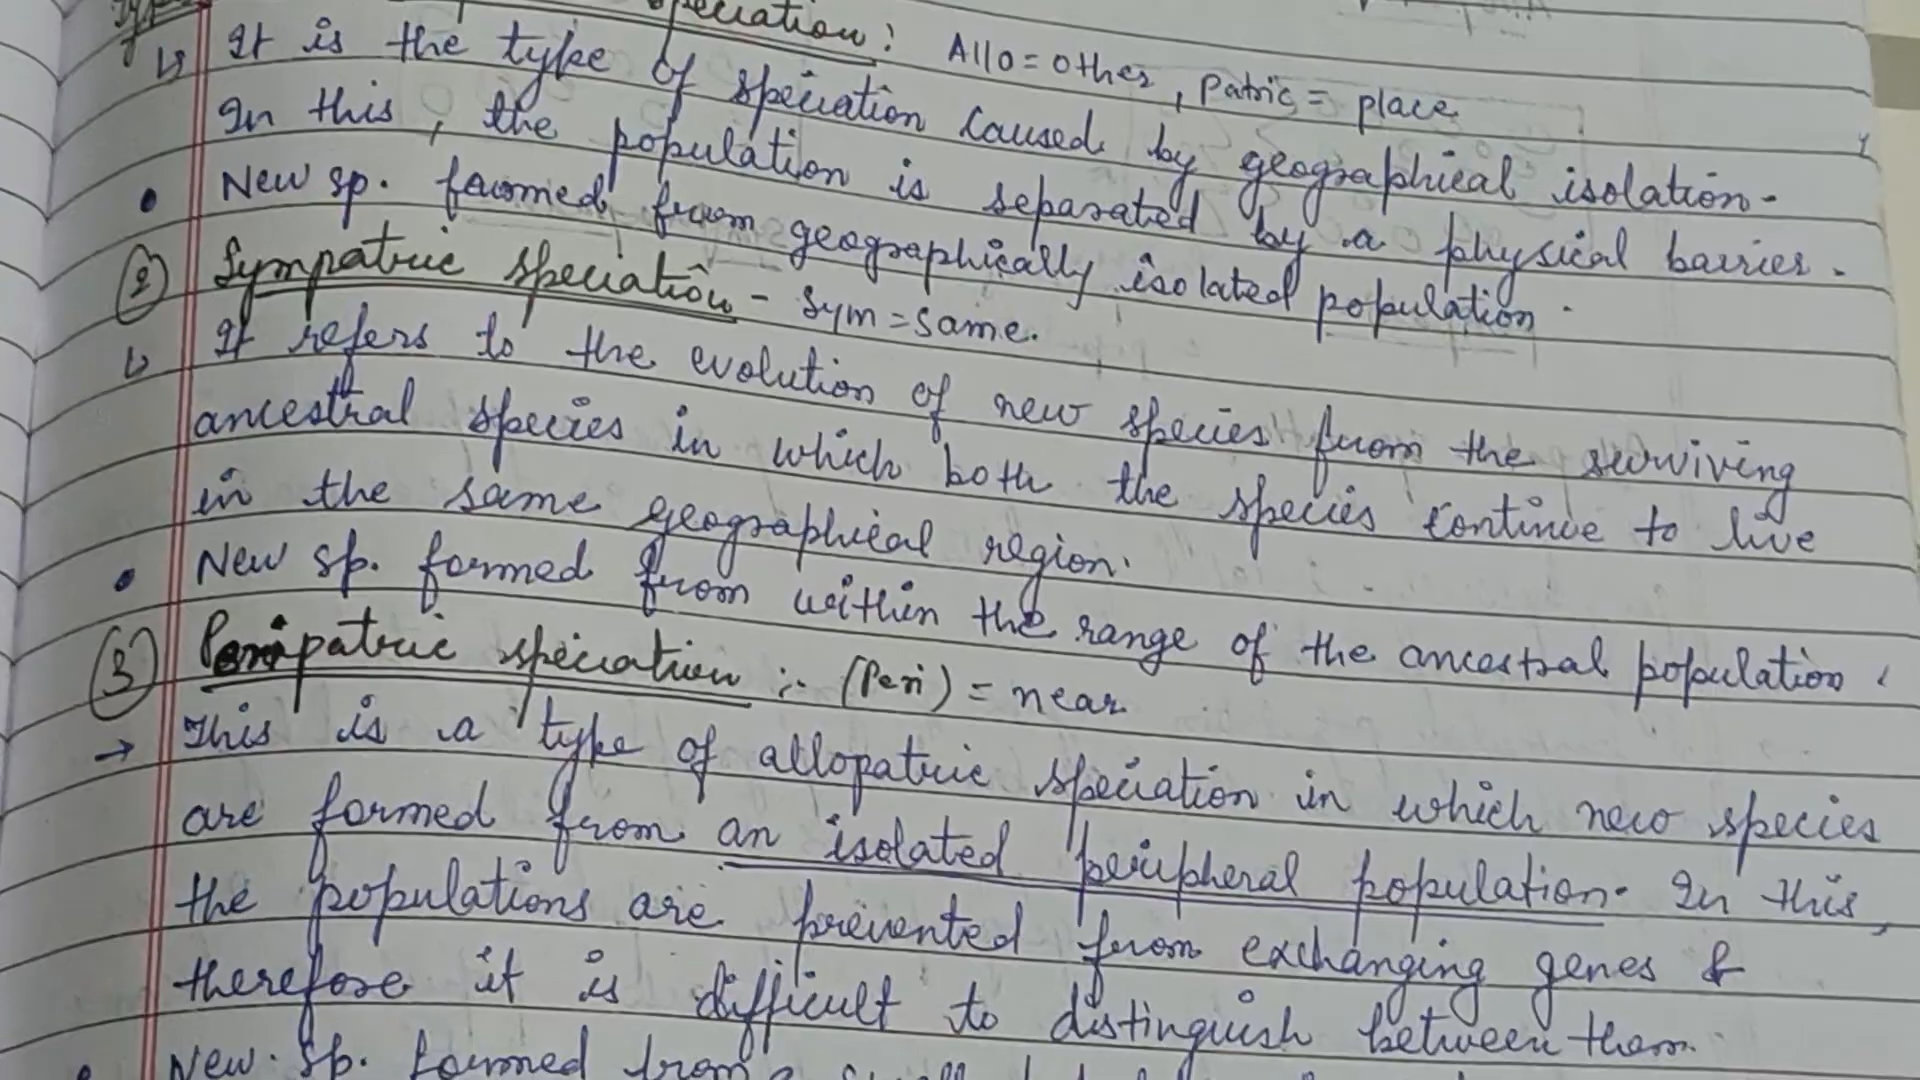 speciation: Allo = other, Patric = place
↳ It is the type of speciation caused by geographical isolation.
In this, the population is separated by a physical barrier.
• New sp. formed from geographically isolated population.
② Sympatric speciation - Sym = same.
↳ It refers to the evolution of new species from the surviving
ancestral species in which both the species continue to live
in the same geographical region.
• New sp. formed from within the range of the ancestral population.
③ Peripatric speciation :- (Peri) = near
→ This is a type of allopatric speciation in which new species
are formed from an isolated peripheral population. In this,
the populations are prevented from exchanging genes &
therefore it is difficult to distinguish between them.
• New sp. formed from a